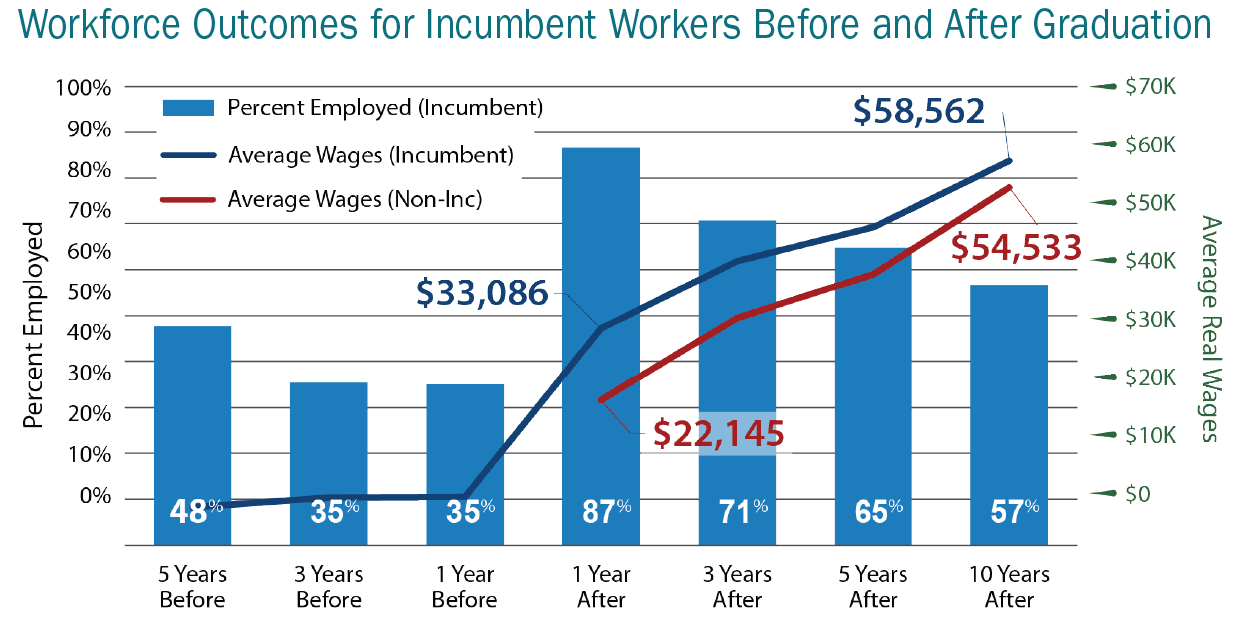 Workforce Outcomes for Incumbent Workers Before and After Graduation
100%
90%
80%
70%
60%
50%
40%
30%
20%
10%
0%
Percent Employed
Percent Employed (Incumbent)
Average Wages (Incumbent)
Average Wages (Non-Inc)
$58,562
$54,533
$33,086
$22,145
48%
35%
35%
87%
71%
65%
57%
$70K
$60K
$50K
$40K
$30K
$20K
$10K
$0
Average Real Wages
5 Years
Before
3 Years
Before
1 Year
Before
1 Year
After
3 Years
After
5 Years
After
10 Years
After